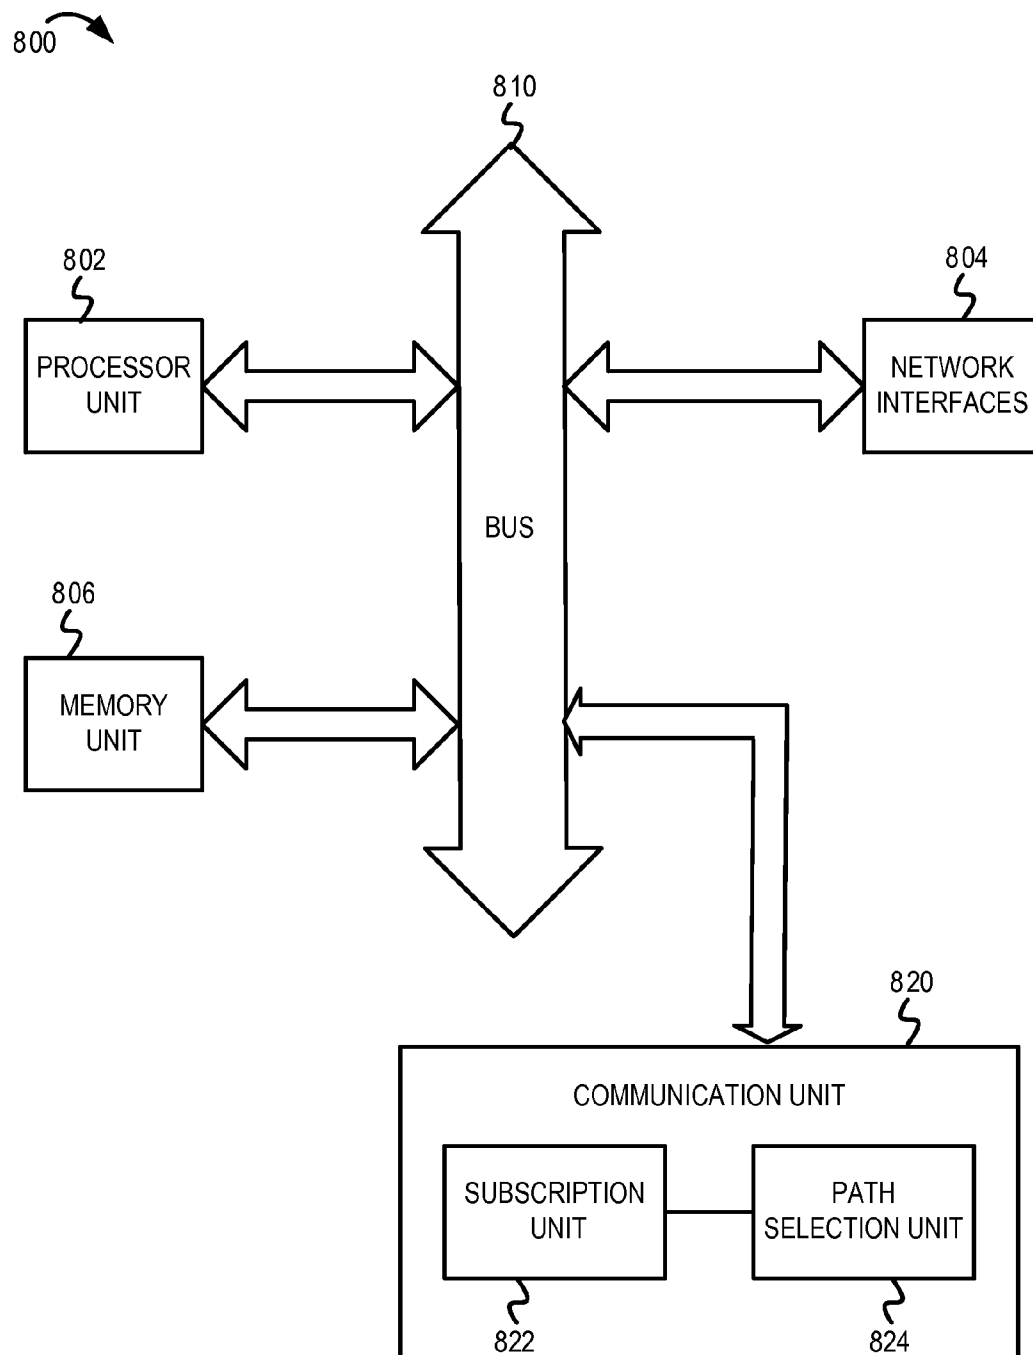 800
810
802
804
PROCESSOR
UNIT
NETWORK
INTERFACES
BUS
806
MEMORY
UNIT
820
COMMUNICATION UNIT
SUBSCRIPTION
UNIT
PATH
SELECTION UNIT
822
824